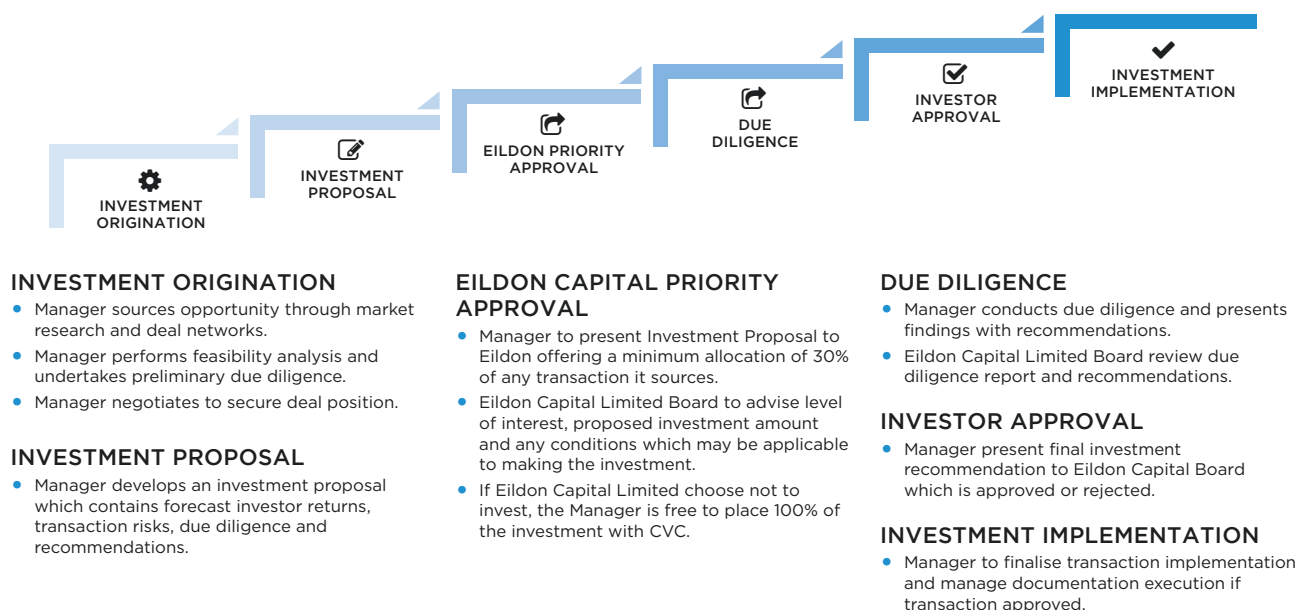 INVESTMENT
ORIGINATION
INVESTMENT
PROPOSAL
EILDON PRIORITY
APPROVAL
DUE
DILIGENCE
INVESTOR
APPROVAL
INVESTMENT
IMPLEMENTATION
INVESTMENT ORIGINATION
• Manager sources opportunity through market
research and deal networks.
• Manager performs feasibility analysis and
undertakes preliminary due diligence.
• Manager negotiates to secure deal position.
INVESTMENT PROPOSAL
• Manager develops an investment proposal
which contains forecast investor returns,
transaction risks, due diligence and
recommendations.
EILDON CAPITAL PRIORITY
APPROVAL
• Manager to present Investment Proposal to
Eildon offering a minimum allocation of 30%
of any transaction it sources.
• Eildon Capital Limited Board to advise level
of interest, proposed investment amount
and any conditions which may be applicable
to making the investment.
• If Eildon Capital Limited choose not to
invest, the Manager is free to place 100% of
the investment with CVC.
DUE DILIGENCE
• Manager conducts due diligence and presents
findings with recommendations.
• Eildon Capital Limited Board review due
diligence report and recommendations.
INVESTOR APPROVAL
• Manager present final investment
recommendation to Eildon Capital Board
which is approved or rejected.
INVESTMENT IMPLEMENTATION
• Manager to finalise transaction implementation
and manage documentation execution if
transaction approved.